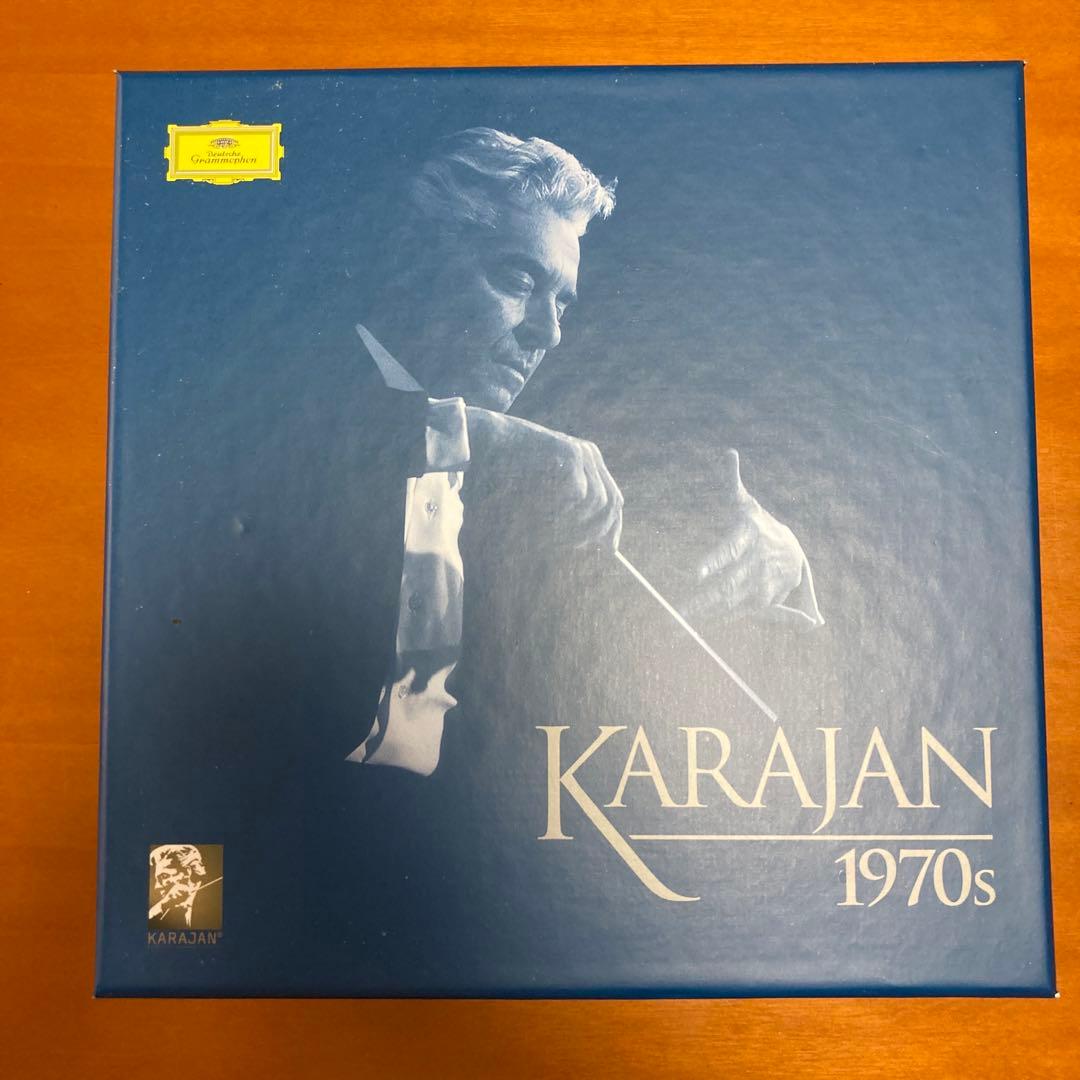 Deutsche
Grammophon
KARAJAN
1970s
KARAJAN®